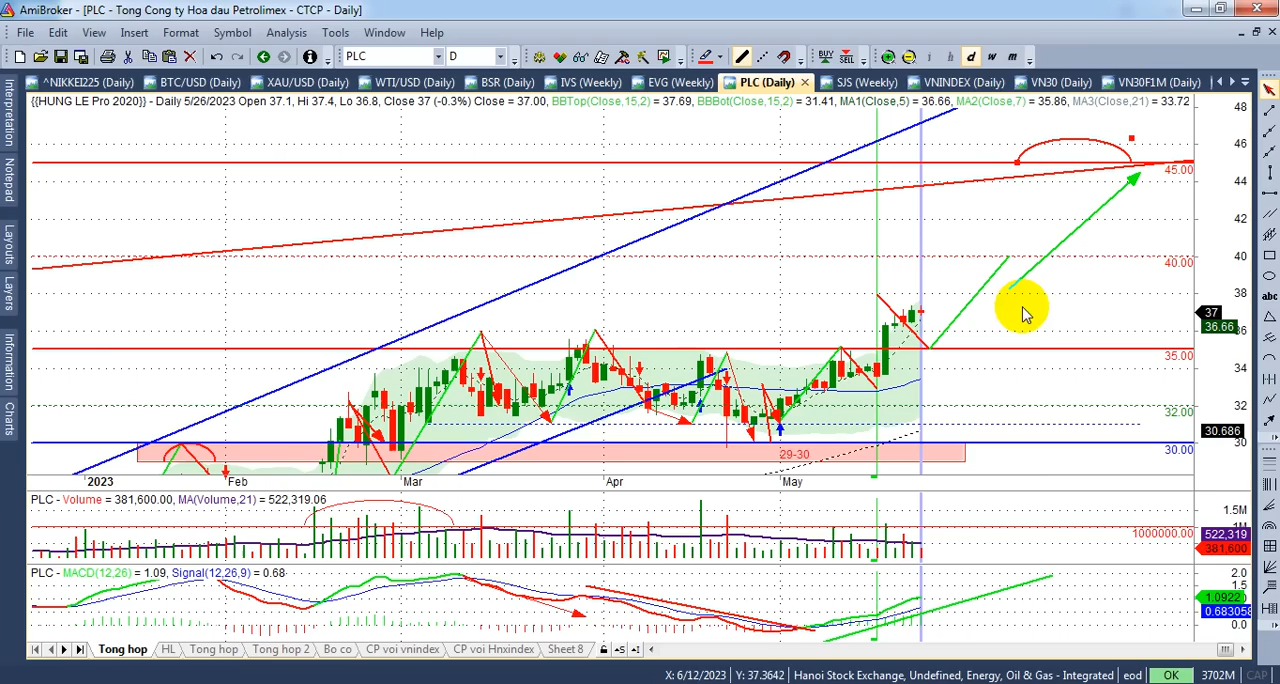 AmiBroker - [PLC - Tong Cong ty Hoa dau Petrolimex - CTCP - Daily]
File Edit View Insert Format Symbol Analysis Tools Window Help
PLC D BUY SELL i h d w m
^NIKKEI225 (Daily) BTC/USD (Daily) XAU/USD (Daily) WTI/USD (Daily) BSR (Daily) IVS (Weekly) EVG (Weekly) PLC (Daily) SJS (Weekly) VNINDEX (Daily) VN30 (Daily) VN30F1M (Daily)
Interpretation
Notepad
Layouts
Layers
Information
Charts
{{HUNG LE Pro 2020}} - Daily 5/26/2023 Open 37.1, Hi 37.4, Lo 36.8, Close 37 (-0.3%) Close = 37.00, BBTop(Close,15,2) = 37.69, BBBot(Close,15,2) = 31.41, MA1(Close,5) = 36.66, MA2(Close,7) = 35.86, MA3(Close,21) = 33.72
48
46
45.00
44
42
40
40.00
38
37
36.66
36
35.00
34
32
32.00
30.686
30
30.00
29-30
abc
2023 Feb Mar Apr May
PLC - Volume = 381,600.00, MA(Volume,21) = 522,319.06
1.5M
1M
1000000.00
522,319
381,600
PLC - MACD(12,26) = 1.09, Signal(12,26,9) = 0.68
2.0
1.5
1.0922
0.683058
0.0
Tong hop HL Tong hop Tong hop 2 Bo co CP voi vnindex CP voi Hnxindex Sheet 8
X: 6/12/2023 Y: 37.3642 Hanoi Stock Exchange, Undefined, Energy, Oil & Gas - Integrated eod OK 3702M CAP